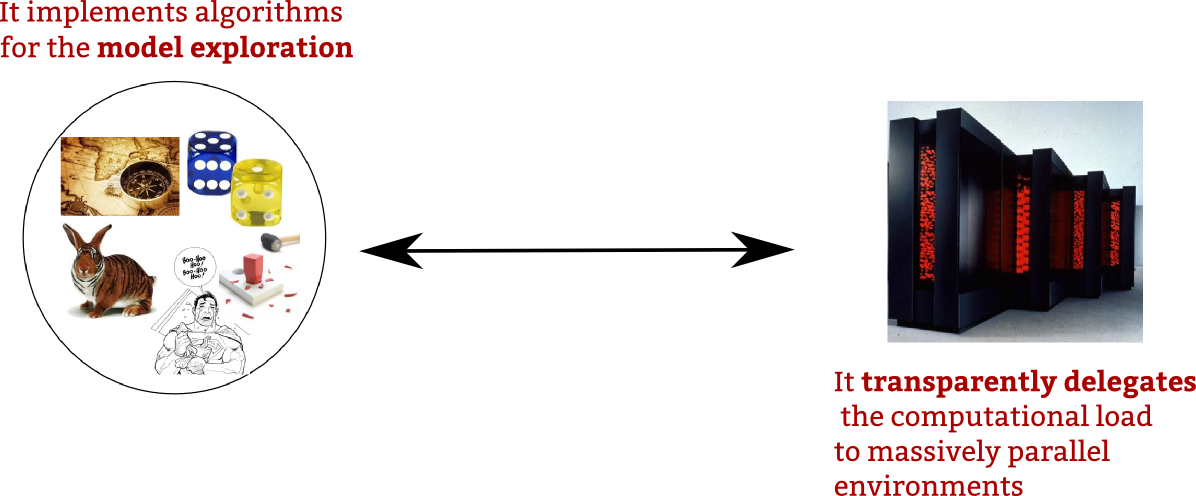 It implements algorithms
for the model exploration
Boo-Hoo
Hoo!
Boo-Hoo
Hoo!
It transparently delegates
the computational load
to massively parallel
environments